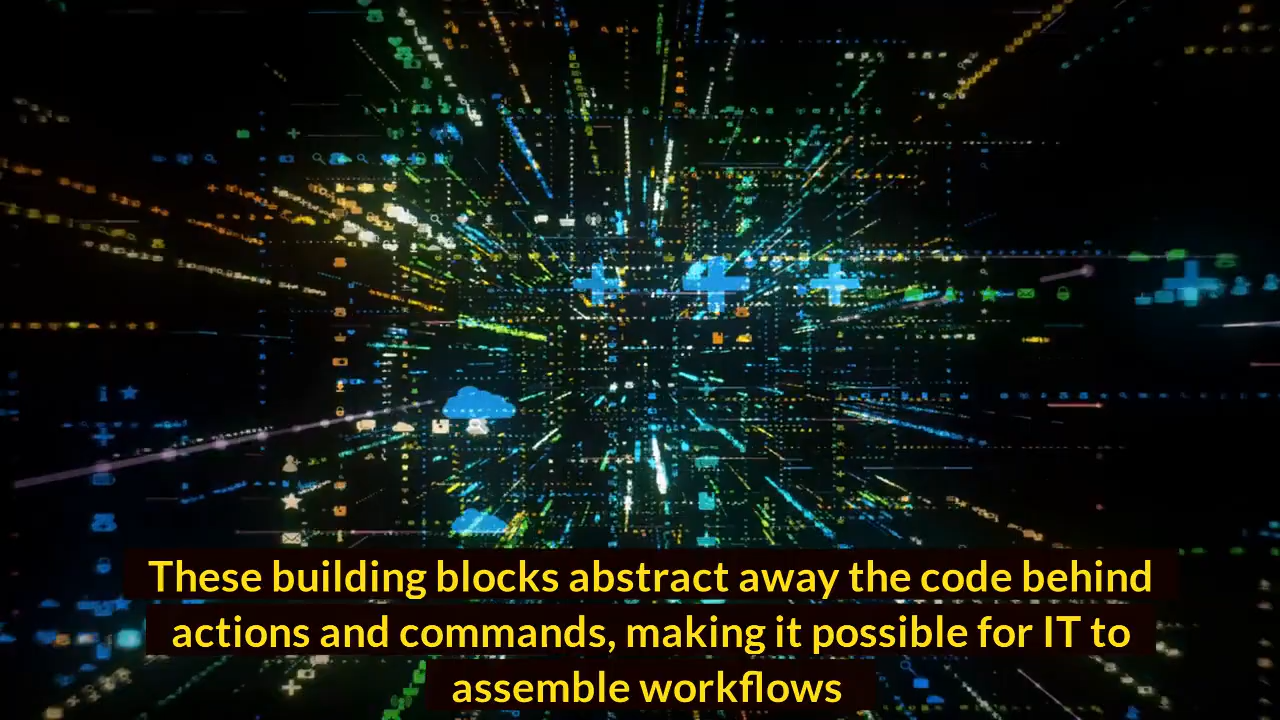 These building blocks abstract away the code behind
actions and commands, making it possible for IT to
assemble workflows